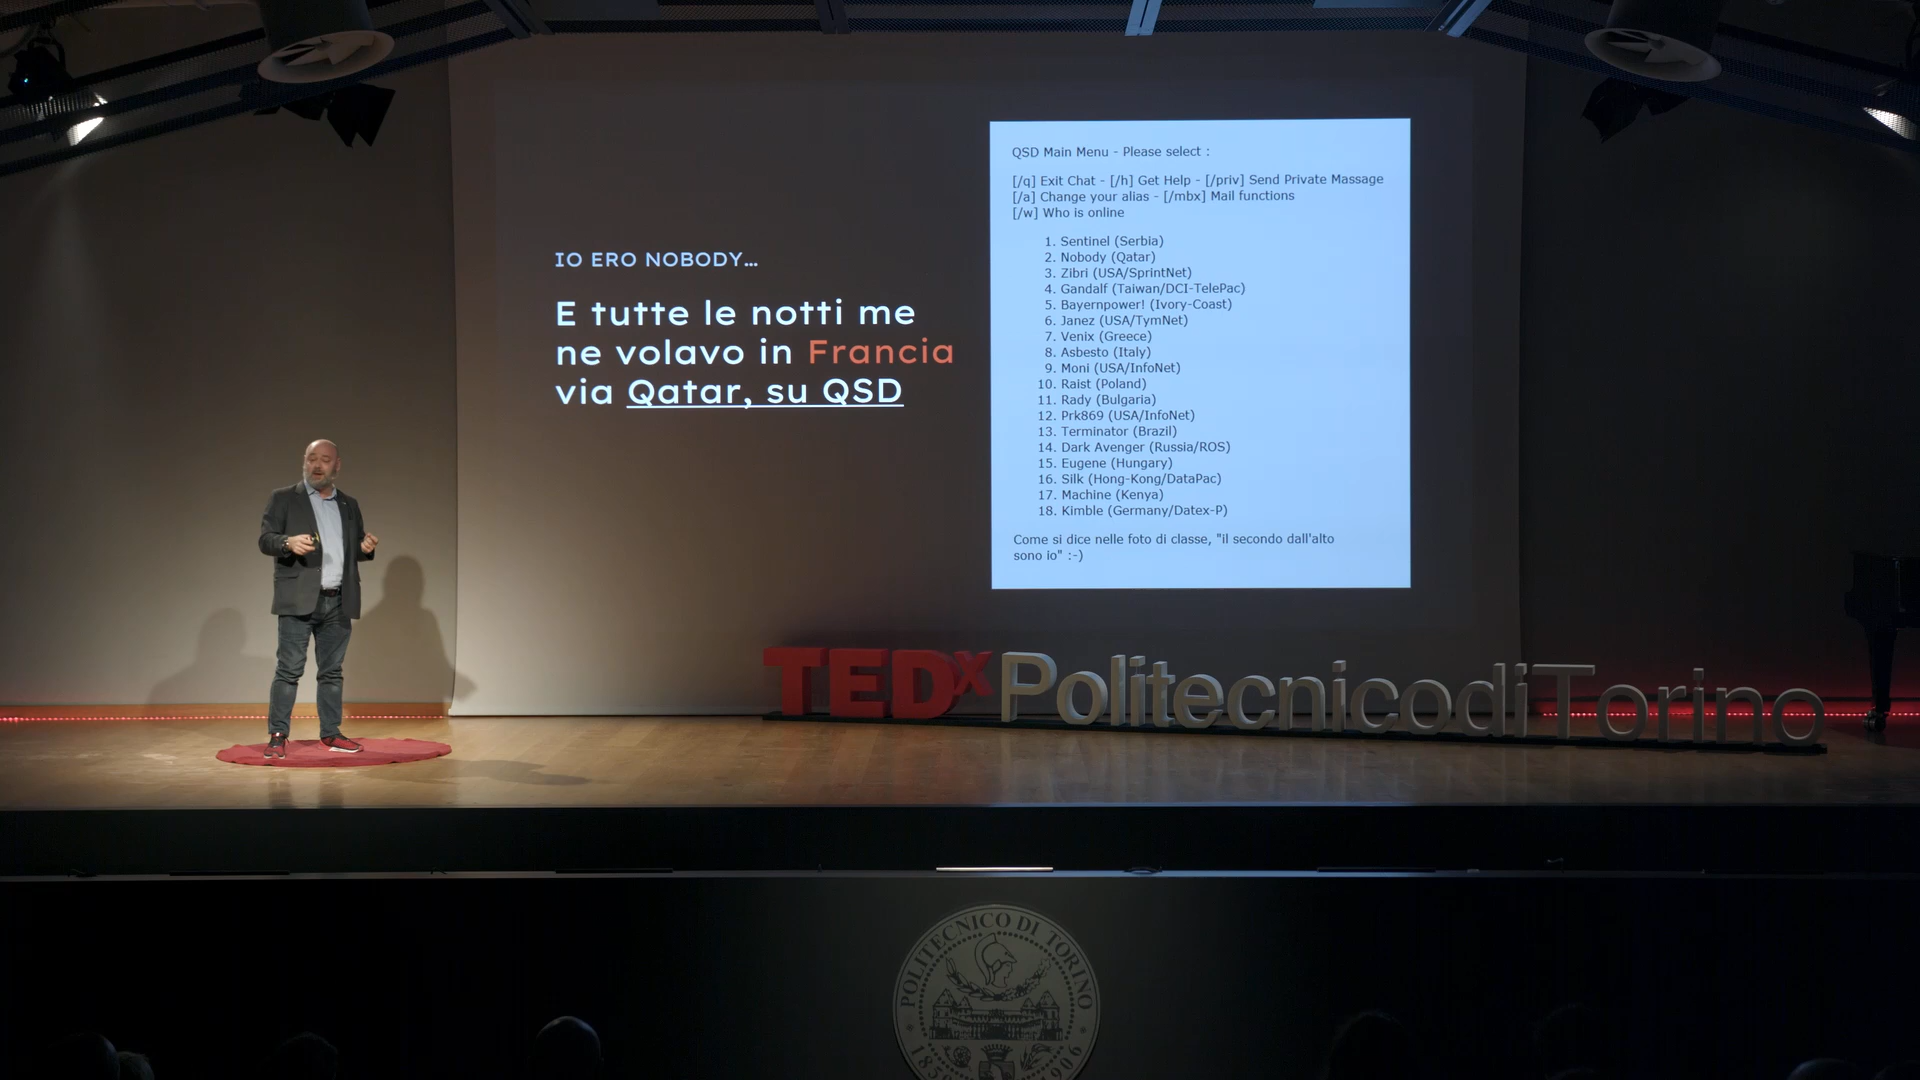 IO ERO NOBODY...
E tutte le notti me
ne volavo in Francia
via Qatar, su QSD
QSD Main Menu - Please select :
[/q] Exit Chat - [/h] Get Help - [/priv] Send Private Massage
[/a] Change your alias - [/mbx] Mail functions
[/w] Who is online
1. Sentinel (Serbia)
2. Nobody (Qatar)
3. Zibri (USA/SprintNet)
4. Gandalf (Taiwan/DCI-TelePac)
5. Bayernpower! (Ivory-Coast)
6. Janez (USA/TymNet)
7. Venix (Greece)
8. Asbesto (Italy)
9. Moni (USA/InfoNet)
10. Raist (Poland)
11. Rady (Bulgaria)
12. Prk869 (USA/InfoNet)
13. Terminator (Brazil)
14. Dark Avenger (Russia/ROS)
15. Eugene (Hungary)
16. Silk (Hong-Kong/DataPac)
17. Machine (Kenya)
18. Kimble (Germany/Datex-P)
Come si dice nelle foto di classe, "il secondo dall'alto
sono io" :-)
TEDx PolitecnicodiTorino
POLITECNICO DI TORINO